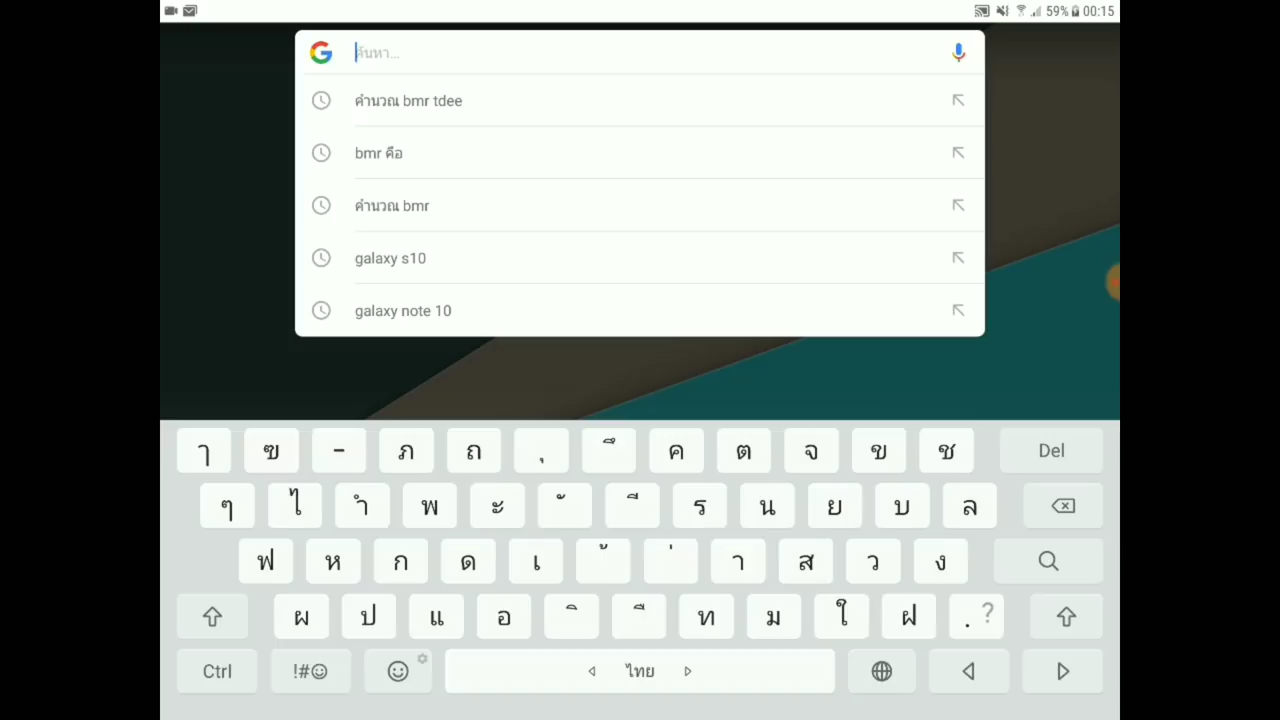 59% 00:15
ค้นหา...
คำนวณ bmr tdee
bmr คือ
คำนวณ bmr
galaxy s10
galaxy note 10
ๅ ฃ - ภ ถ ุ ึ ค ต จ ข ช Del
ๆ ไ ำ พ ะ ั ี ร น ย บ ล
ฟ ห ก ด เ ้ ่ า ส ว ง
ผ ป แ อ ิ ื ท ม ใ ฝ . ?
Ctrl !#☺ ไทย